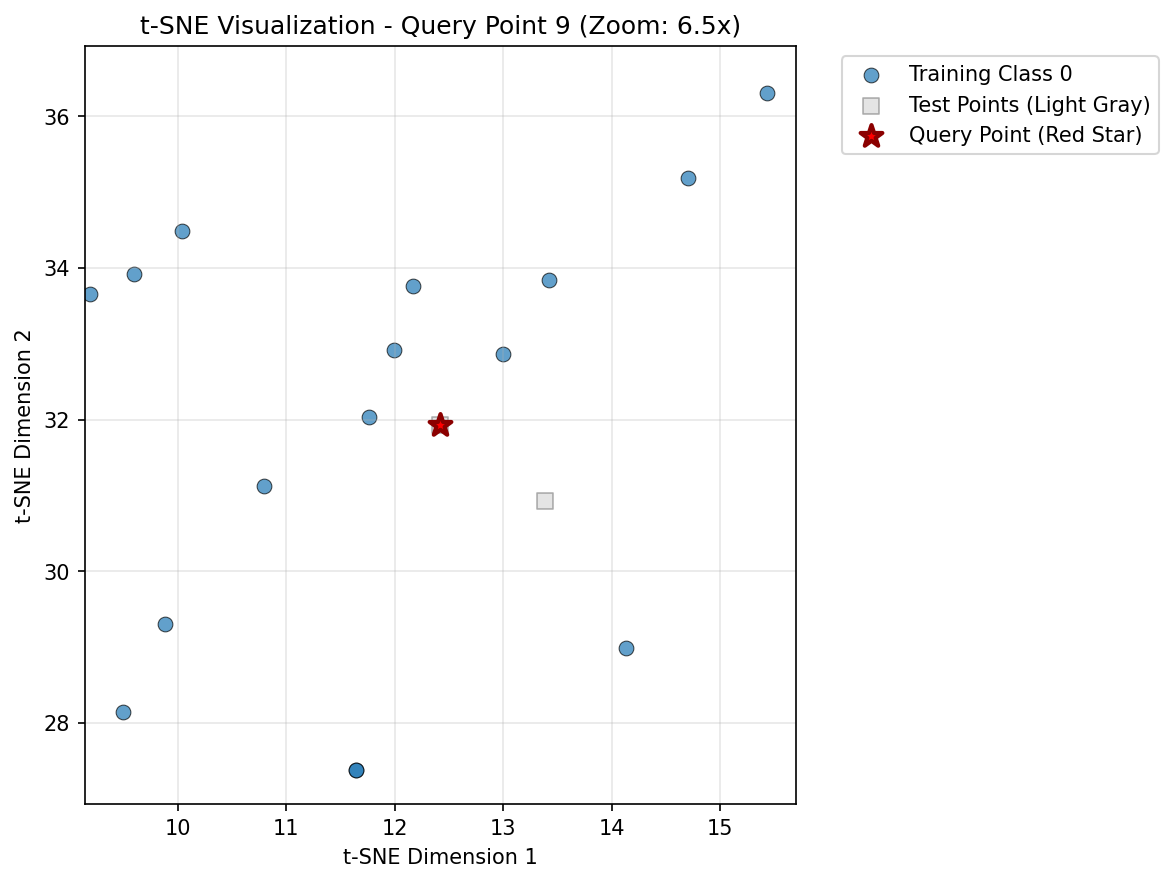 t-SNE Visualization - Query Point 9 (Zoom: 6.5x)
Training Class 0
Test Points (Light Gray)
Query Point (Red Star)
t-SNE Dimension 2
36
34
32
30
28
10 11 12 13 14 15
t-SNE Dimension 1